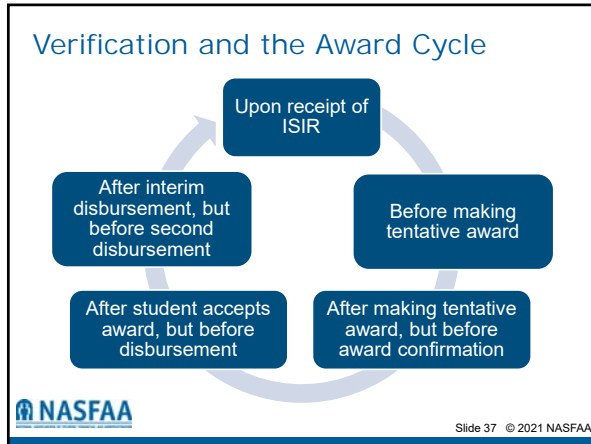 Verification and the Award Cycle
Upon receipt of
ISIR
Before making
tentative award
After making tentative
award, but before
award confirmation
After student accepts
award, but before
disbursement
After interim
disbursement, but
before second
disbursement
NASFAA
Slide 37 © 2021 NASFAA